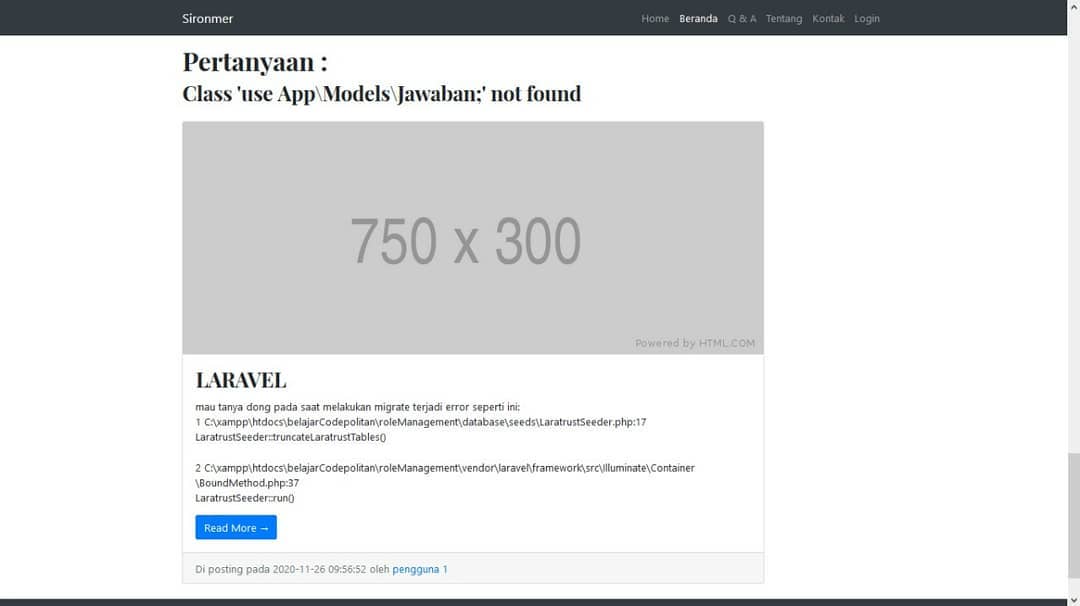 Sironmer
Home Beranda Q & A Tentang Kontak Login
Pertanyaan :
Class 'use App\Models\Jawaban;' not found
750 x 300
Powered by HTML.COM
LARAVEL
mau tanya dong pada saat melakukan migrate terjadi error seperti ini:
1 C:\xampp\htdocs\belajarCodepolitan\roleManagement\database\seeds\LaratrustSeeder.php:17
LaratrustSeeder::truncateLaratrustTables()
2 C:\xampp\htdocs\belajarCodepolitan\roleManagement\vendor\laravel\framework\src\Illuminate\Container
\BoundMethod.php:37
LaratrustSeeder::run()
Read More →
Di posting pada 2020-11-26 09:56:52 oleh pengguna 1